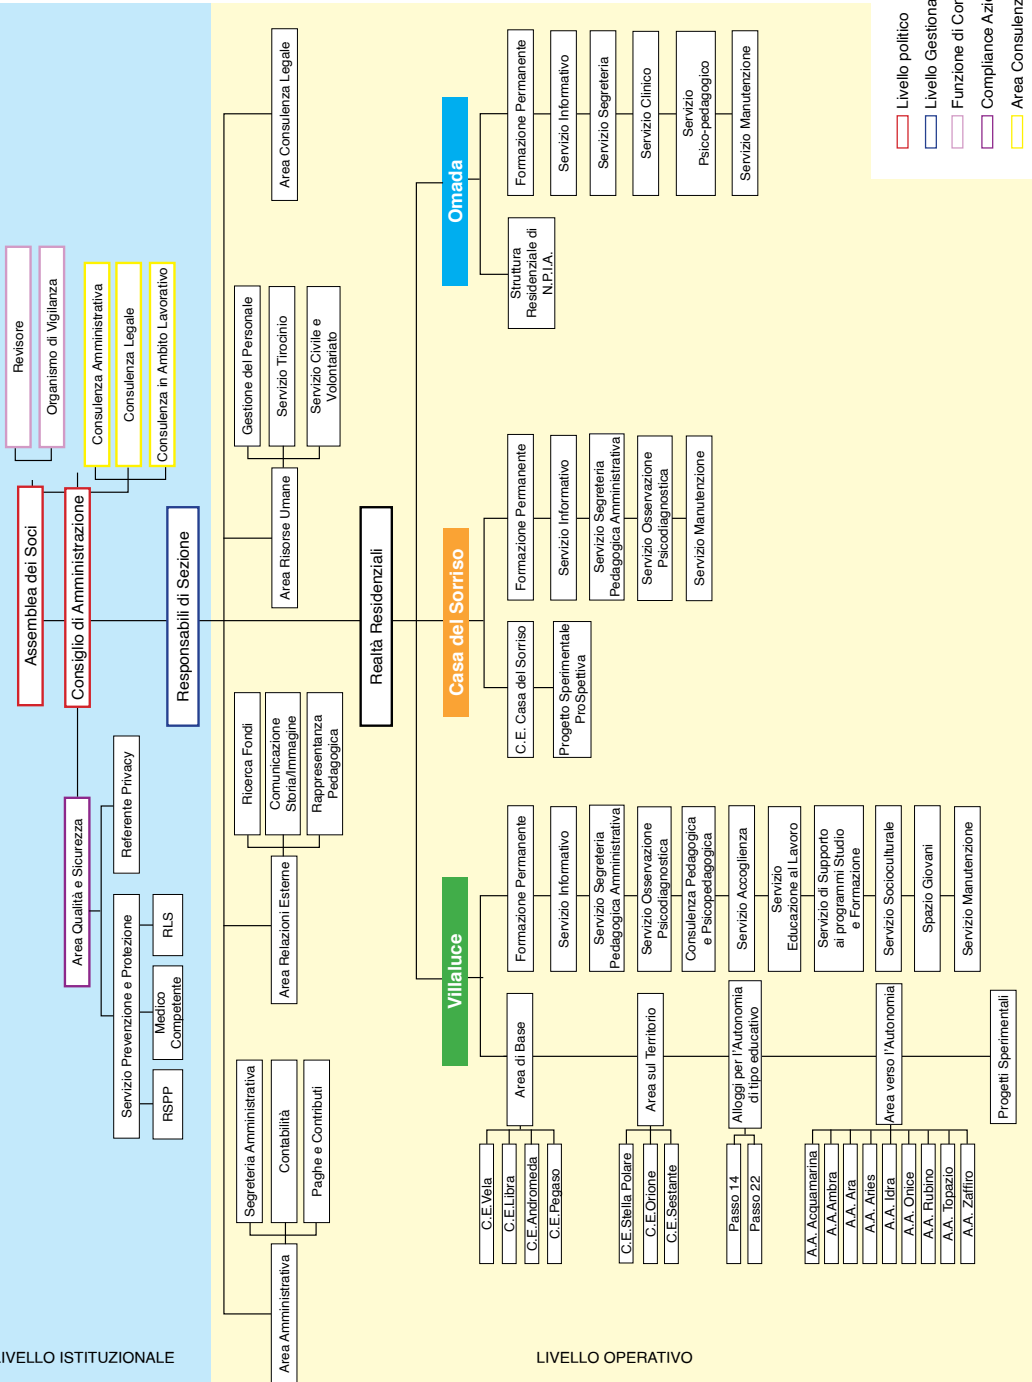 LIVELLO ISTITUZIONALE
Assemblea dei Soci
Revisore
Organismo di Vigilanza
Consiglio di Amministrazione
Consulenza Amministrativa
Consulenza Legale
Consulenza in Ambito Lavorativo
Area Qualità e Sicurezza
Servizio Prevenzione e Protezione
Referente Privacy
RSPP
Medico
Competente
RLS
Responsabili di Sezione
LIVELLO OPERATIVO
Area Amministrativa
Segreteria Amministrativa
Contabilità
Paghe e Contributi
Area Relazioni Esterne
Ricerca Fondi
Comunicazione
Storia/Immagine
Rappresentanza
Pedagogica
Area Risorse Umane
Gestione del Personale
Servizio Tirocinio
Servizio Civile e
Volontariato
Area Consulenza Legale
Realtà Residenziali
Villaluce
Area di Base
C.E.Vela
C.E.Libra
C.E.Andromeda
C.E.Pegaso
Area sul Territorio
C.E.Stella Polare
C.E.Orione
C.E.Sestante
Alloggi per l'Autonomia
di tipo educativo
Passo 14
Passo 22
Area verso l'Autonomia
A.A. Acquamarina
A.A.Ambra
A.A. Ara
A.A. Aries
A.A. Idra
A.A. Onice
A.A. Rubino
A.A. Topazio
A.A. Zaffiro
Progetti Sperimentali
Formazione Permanente
Servizio Informativo
Servizio Segreteria
Pedagogica Amministrativa
Servizio Osservazione
Psicodiagnostica
Consulenza Pedagogica
e Psicopedagogica
Servizio Accoglienza
Servizio
Educazione al Lavoro
Servizio di Supporto
ai programmi Studio
e Formazione
Servizio Socioculturale
Spazio Giovani
Servizio Manutenzione
Casa del Sorriso
C.E. Casa del Sorriso
Progetto Sperimentale
ProSpettiva
Formazione Permanente
Servizio Informativo
Servizio Segreteria
Pedagogica Amministrativa
Servizio Osservazione
Psicodiagnostica
Servizio Manutenzione
Omada
Struttura
Residenziale di
N.P.I.A.
Formazione Permanente
Servizio Informativo
Servizio Segreteria
Servizio Clinico
Servizio
Psico-pedagogico
Servizio Manutenzione
Livello politico
Livello Gestiona
Funzione di Con
Compliance Azie
Area Consulenz